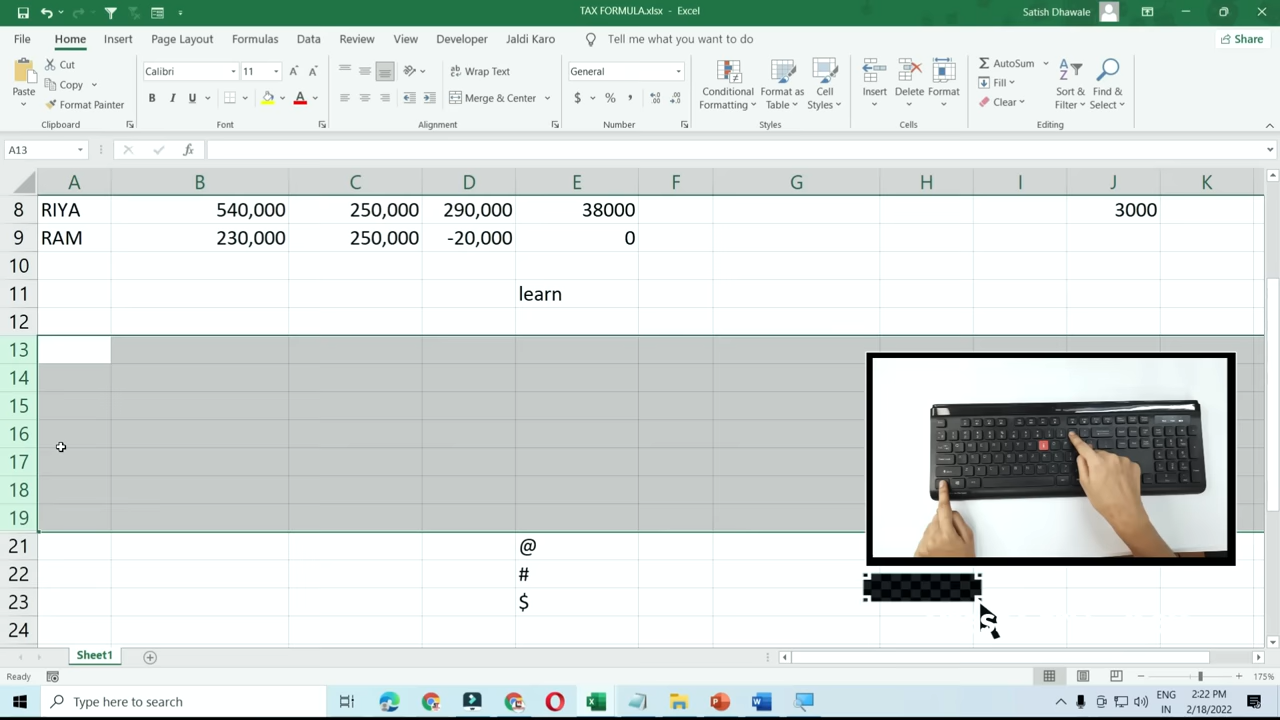 TAX FORMULA.xlsx - Excel
Satish Dhawale
File Home Insert Page Layout Formulas Data Review View Developer Jaldi Karo Tell me what you want to do Share
Paste Cut Copy Format Painter Clipboard
Calibri 11 B I U A Font
Wrap Text Merge & Center Alignment
General $ % , Number
Conditional Formatting Format as Table Cell Styles Styles
Insert Delete Format Cells
AutoSum Fill Clear Sort & Filter Find & Select Editing
A13 fx
A B C D E F G H I J K
8 RIYA 540,000 250,000 290,000 38000 3000
9 RAM 230,000 250,000 -20,000 0
10
11 learn
12
13
14
15
16
17
18
19
21 @
22 #
23 $
24
Sheet1
Ready 175%
Type here to search
ENG IN
2:22 PM
2/18/2022